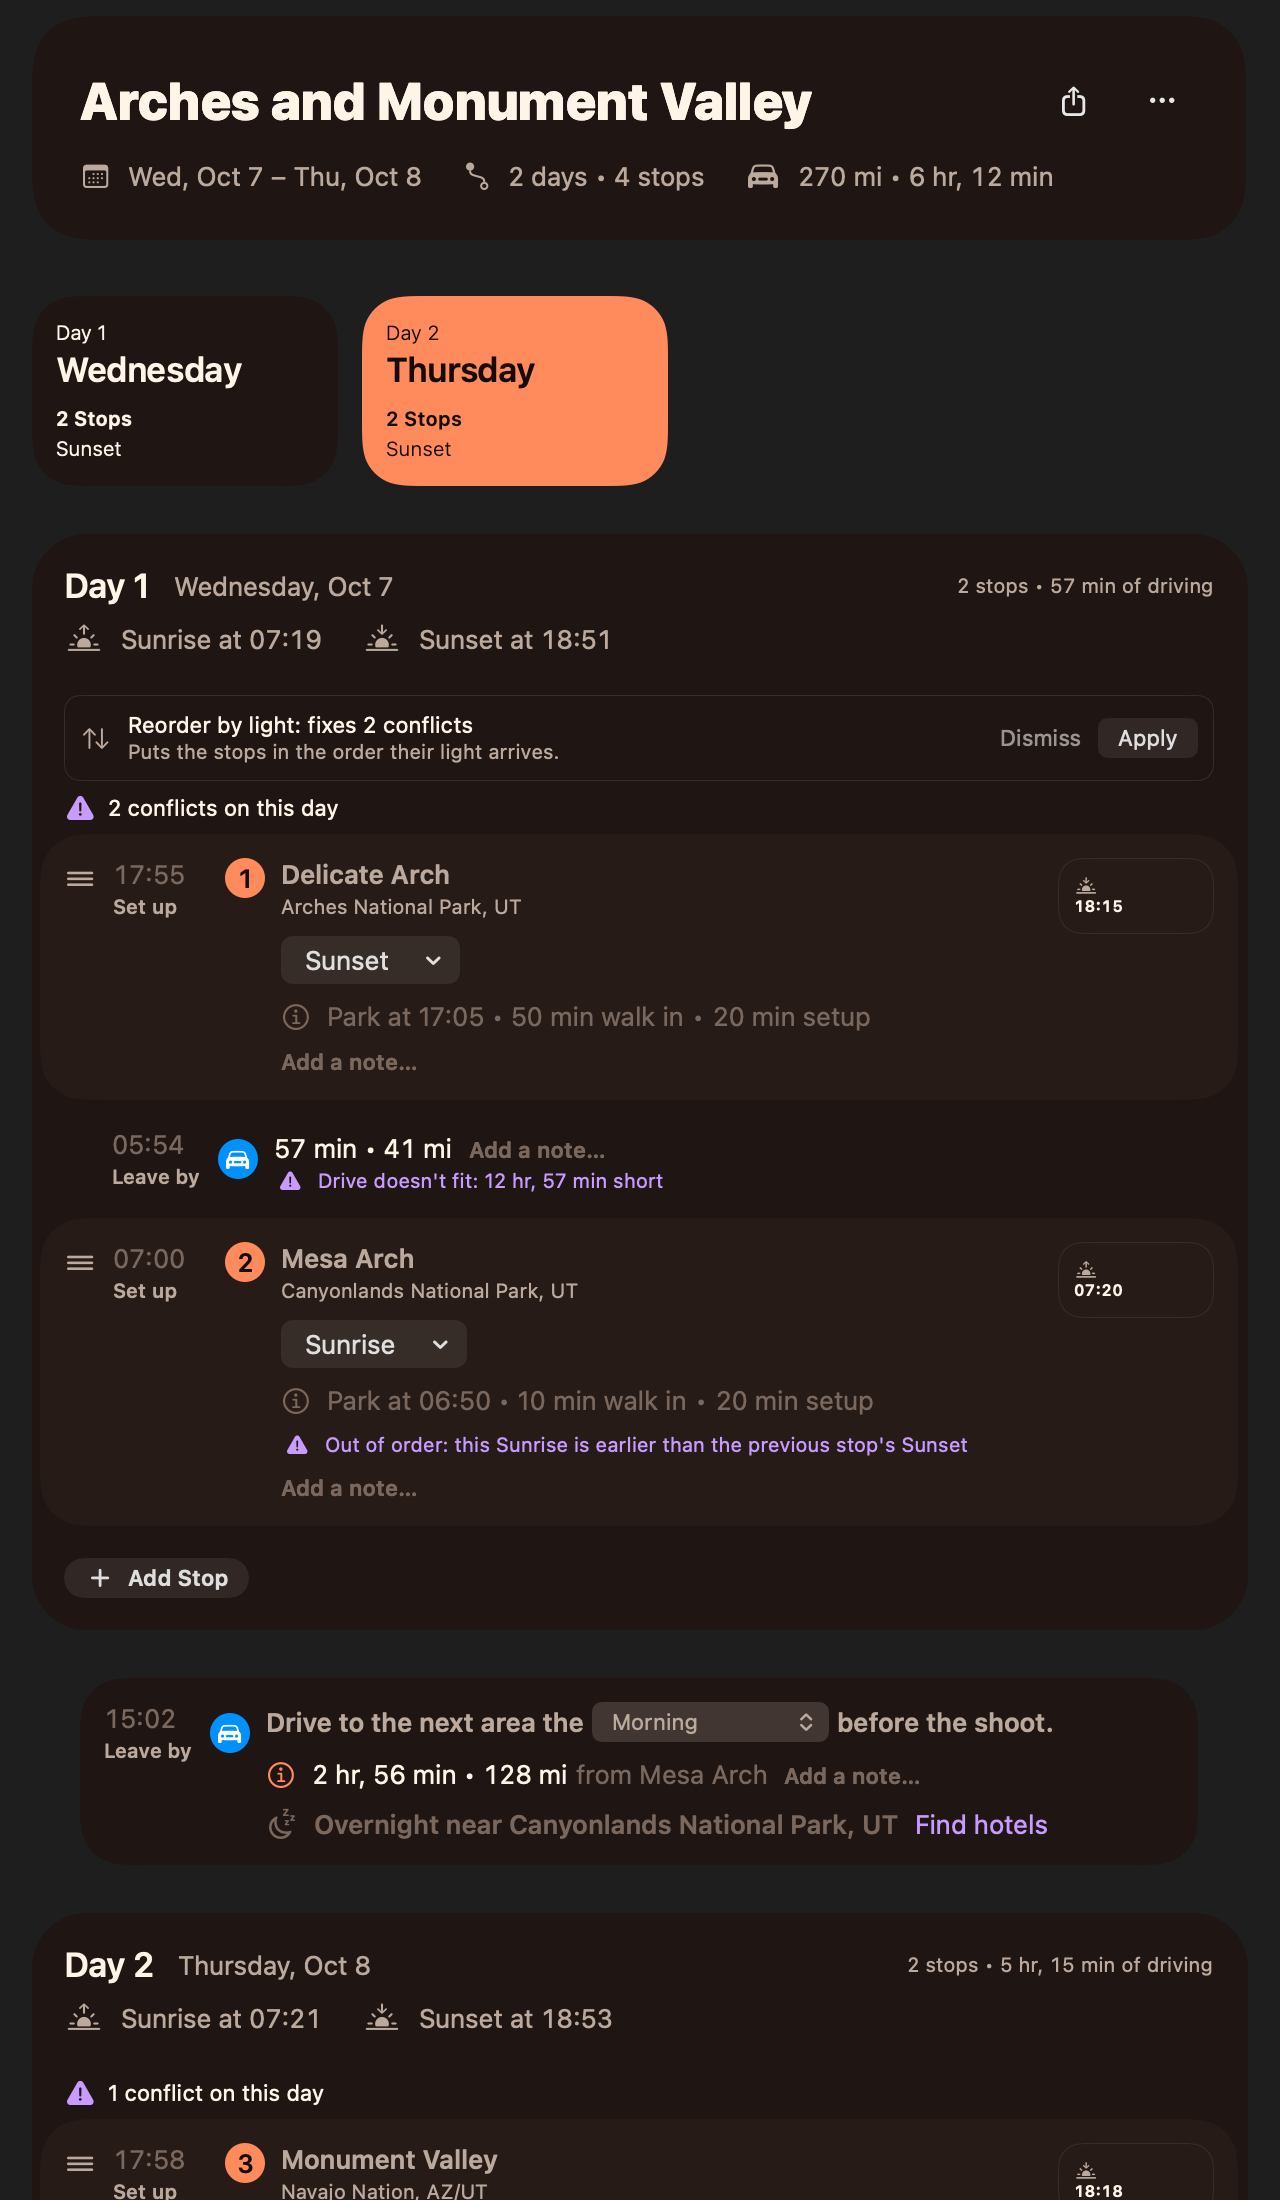 Arches and Monument Valley
Wed, Oct 7 – Thu, Oct 8
2 days • 4 stops
270 mi • 6 hr, 12 min
Day 1
Wednesday
2 Stops
Sunset
Day 2
Thursday
2 Stops
Sunset
Day 1 Wednesday, Oct 7
2 stops • 57 min of driving
Sunrise at 07:19
Sunset at 18:51
Reorder by light: fixes 2 conflicts
Puts the stops in the order their light arrives.
Dismiss
Apply
2 conflicts on this day
17:55
Set up
1
Delicate Arch
Arches National Park, UT
18:15
Sunset
Park at 17:05 • 50 min walk in • 20 min setup
Add a note...
05:54
Leave by
57 min • 41 mi Add a note...
Drive doesn't fit: 12 hr, 57 min short
07:00
Set up
2
Mesa Arch
Canyonlands National Park, UT
07:20
Sunrise
Park at 06:50 • 10 min walk in • 20 min setup
Out of order: this Sunrise is earlier than the previous stop's Sunset
Add a note...
Add Stop
15:02
Leave by
Drive to the next area the Morning before the shoot.
2 hr, 56 min • 128 mi from Mesa Arch Add a note...
Overnight near Canyonlands National Park, UT Find hotels
Day 2 Thursday, Oct 8
2 stops • 5 hr, 15 min of driving
Sunrise at 07:21
Sunset at 18:53
1 conflict on this day
17:58
Set up
3
Monument Valley
Navajo Nation, AZ/UT
18:18